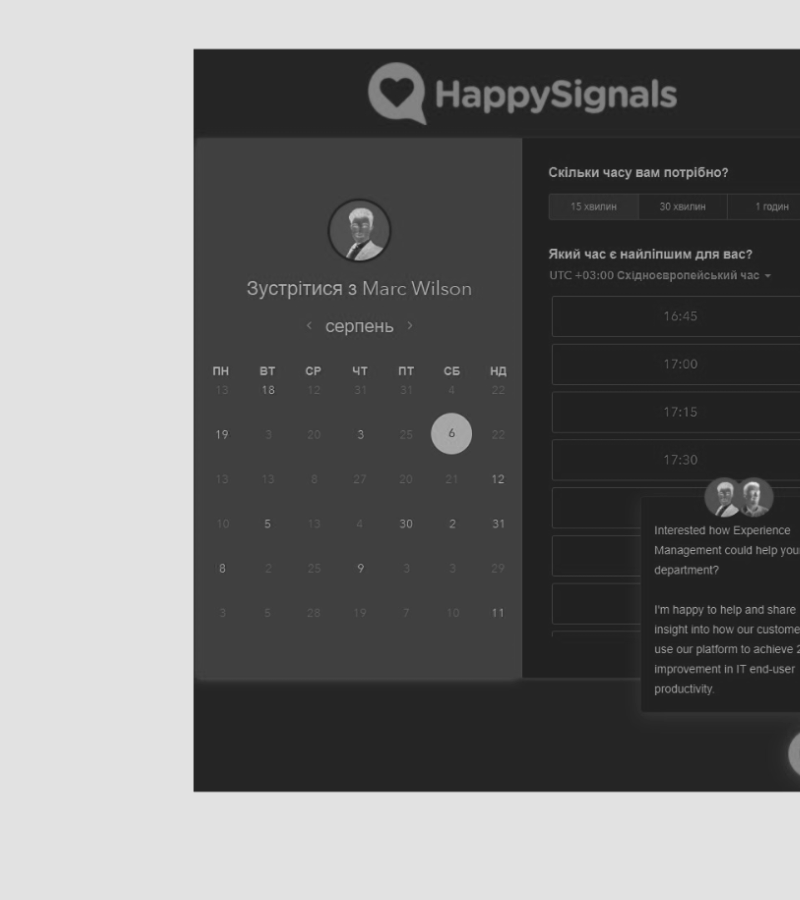 HappySignals
Зустрітися з Marc Wilson
серпень
ПН ВТ СР ЧТ ПТ СБ НД
13 18 12 31 31 4 22
19 3 20 3 25 6 22
13 13 8 27 20 21 12
10 5 13 4 30 2 31
8 2 25 9 3 3 29
3 5 28 19 7 10 11
Скільки часу вам потрібно?
15 хвилин 30 хвилин 1 годин
Який час є найліпшим для вас?
UTC +03:00 Східноєвропейський час
16:45
17:00
17:15
17:30
Interested how Experience
Management could help your
department?
I'm happy to help and share
insight into how our custome
use our platform to achieve 2
improvement in IT end-user
productivity.